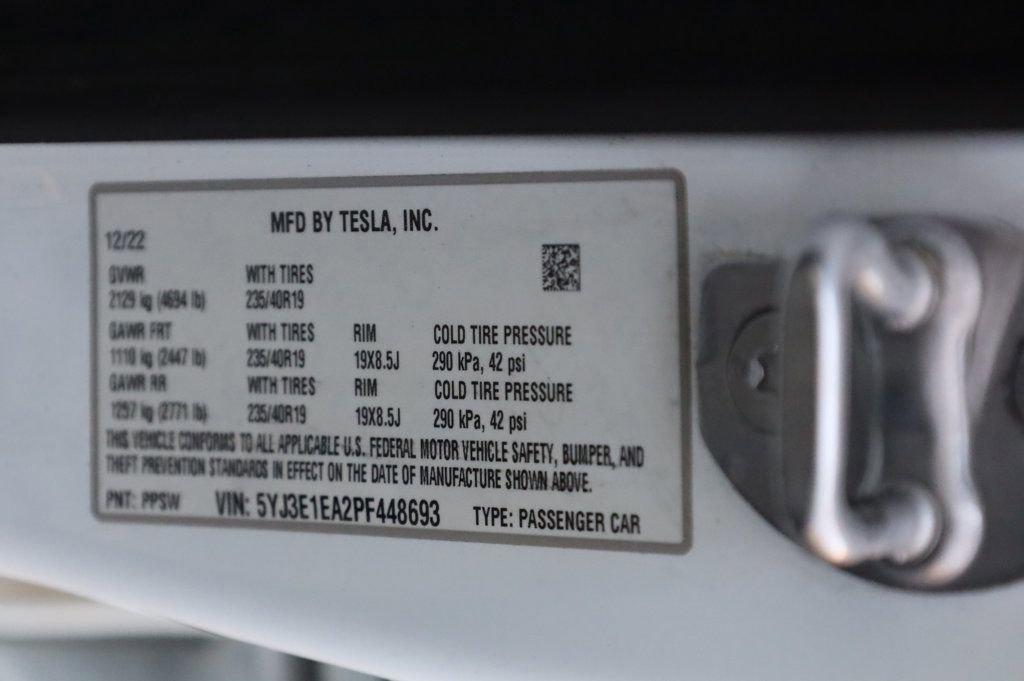 MFD BY TESLA, INC.
12/22
GVWR WITH TIRES
2129 kg (4694 lb) 235/40R19
GAWR FRT WITH TIRES RIM COLD TIRE PRESSURE
1110 kg (2447 lb) 235/40R19 19X8.5J 290 kPa, 42 psi
GAWR RR WITH TIRES RIM COLD TIRE PRESSURE
1257 kg (2771 lb) 235/40R19 19X8.5J 290 kPa, 42 psi
THIS VEHICLE CONFORMS TO ALL APPLICABLE U.S. FEDERAL MOTOR VEHICLE SAFETY, BUMPER, AND
THEFT PREVENTION STANDARDS IN EFFECT ON THE DATE OF MANUFACTURE SHOWN ABOVE.
PNT: PPSW VIN: 5YJ3E1EA2PF448693 TYPE: PASSENGER CAR